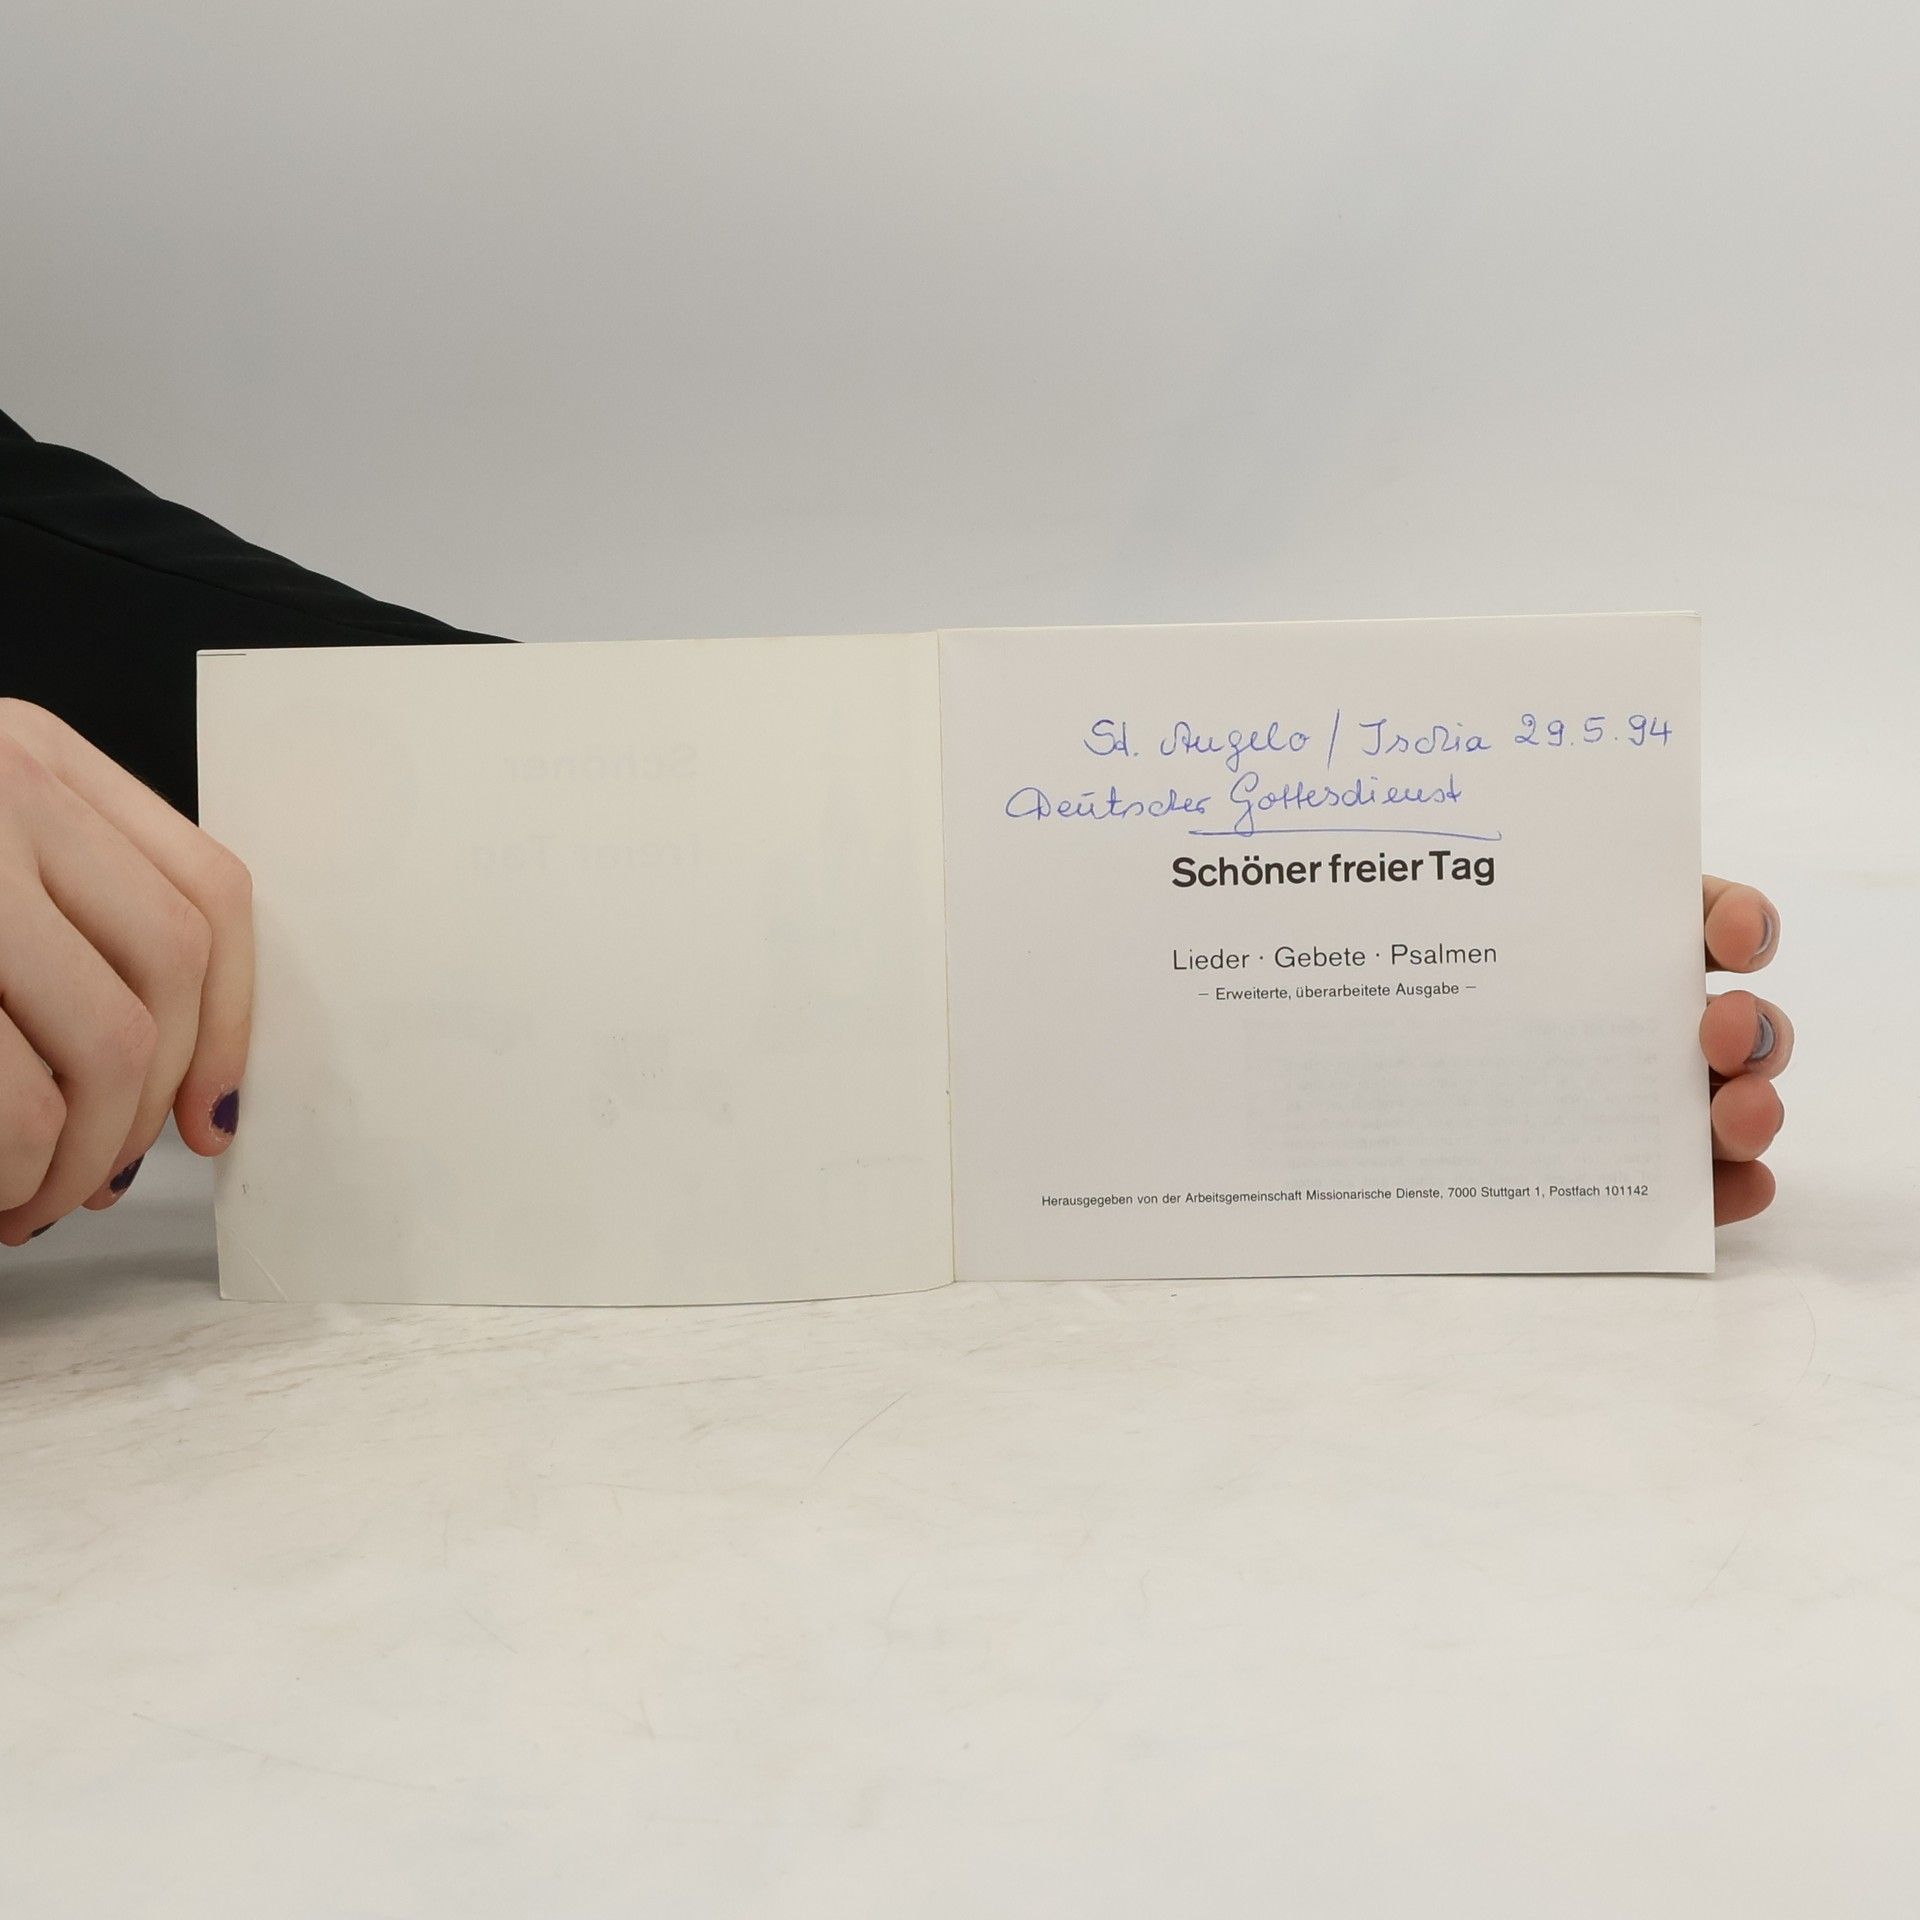 St. Angelo / Ischia 29.5.94
Deutscher Gottesdienst
Schöner freier Tag
Lieder · Gebete · Psalmen
– Erweiterte, überarbeitete Ausgabe –
Herausgegeben von der Arbeitsgemeinschaft Missionarische Dienste, 7000 Stuttgart 1, Postfach 101142